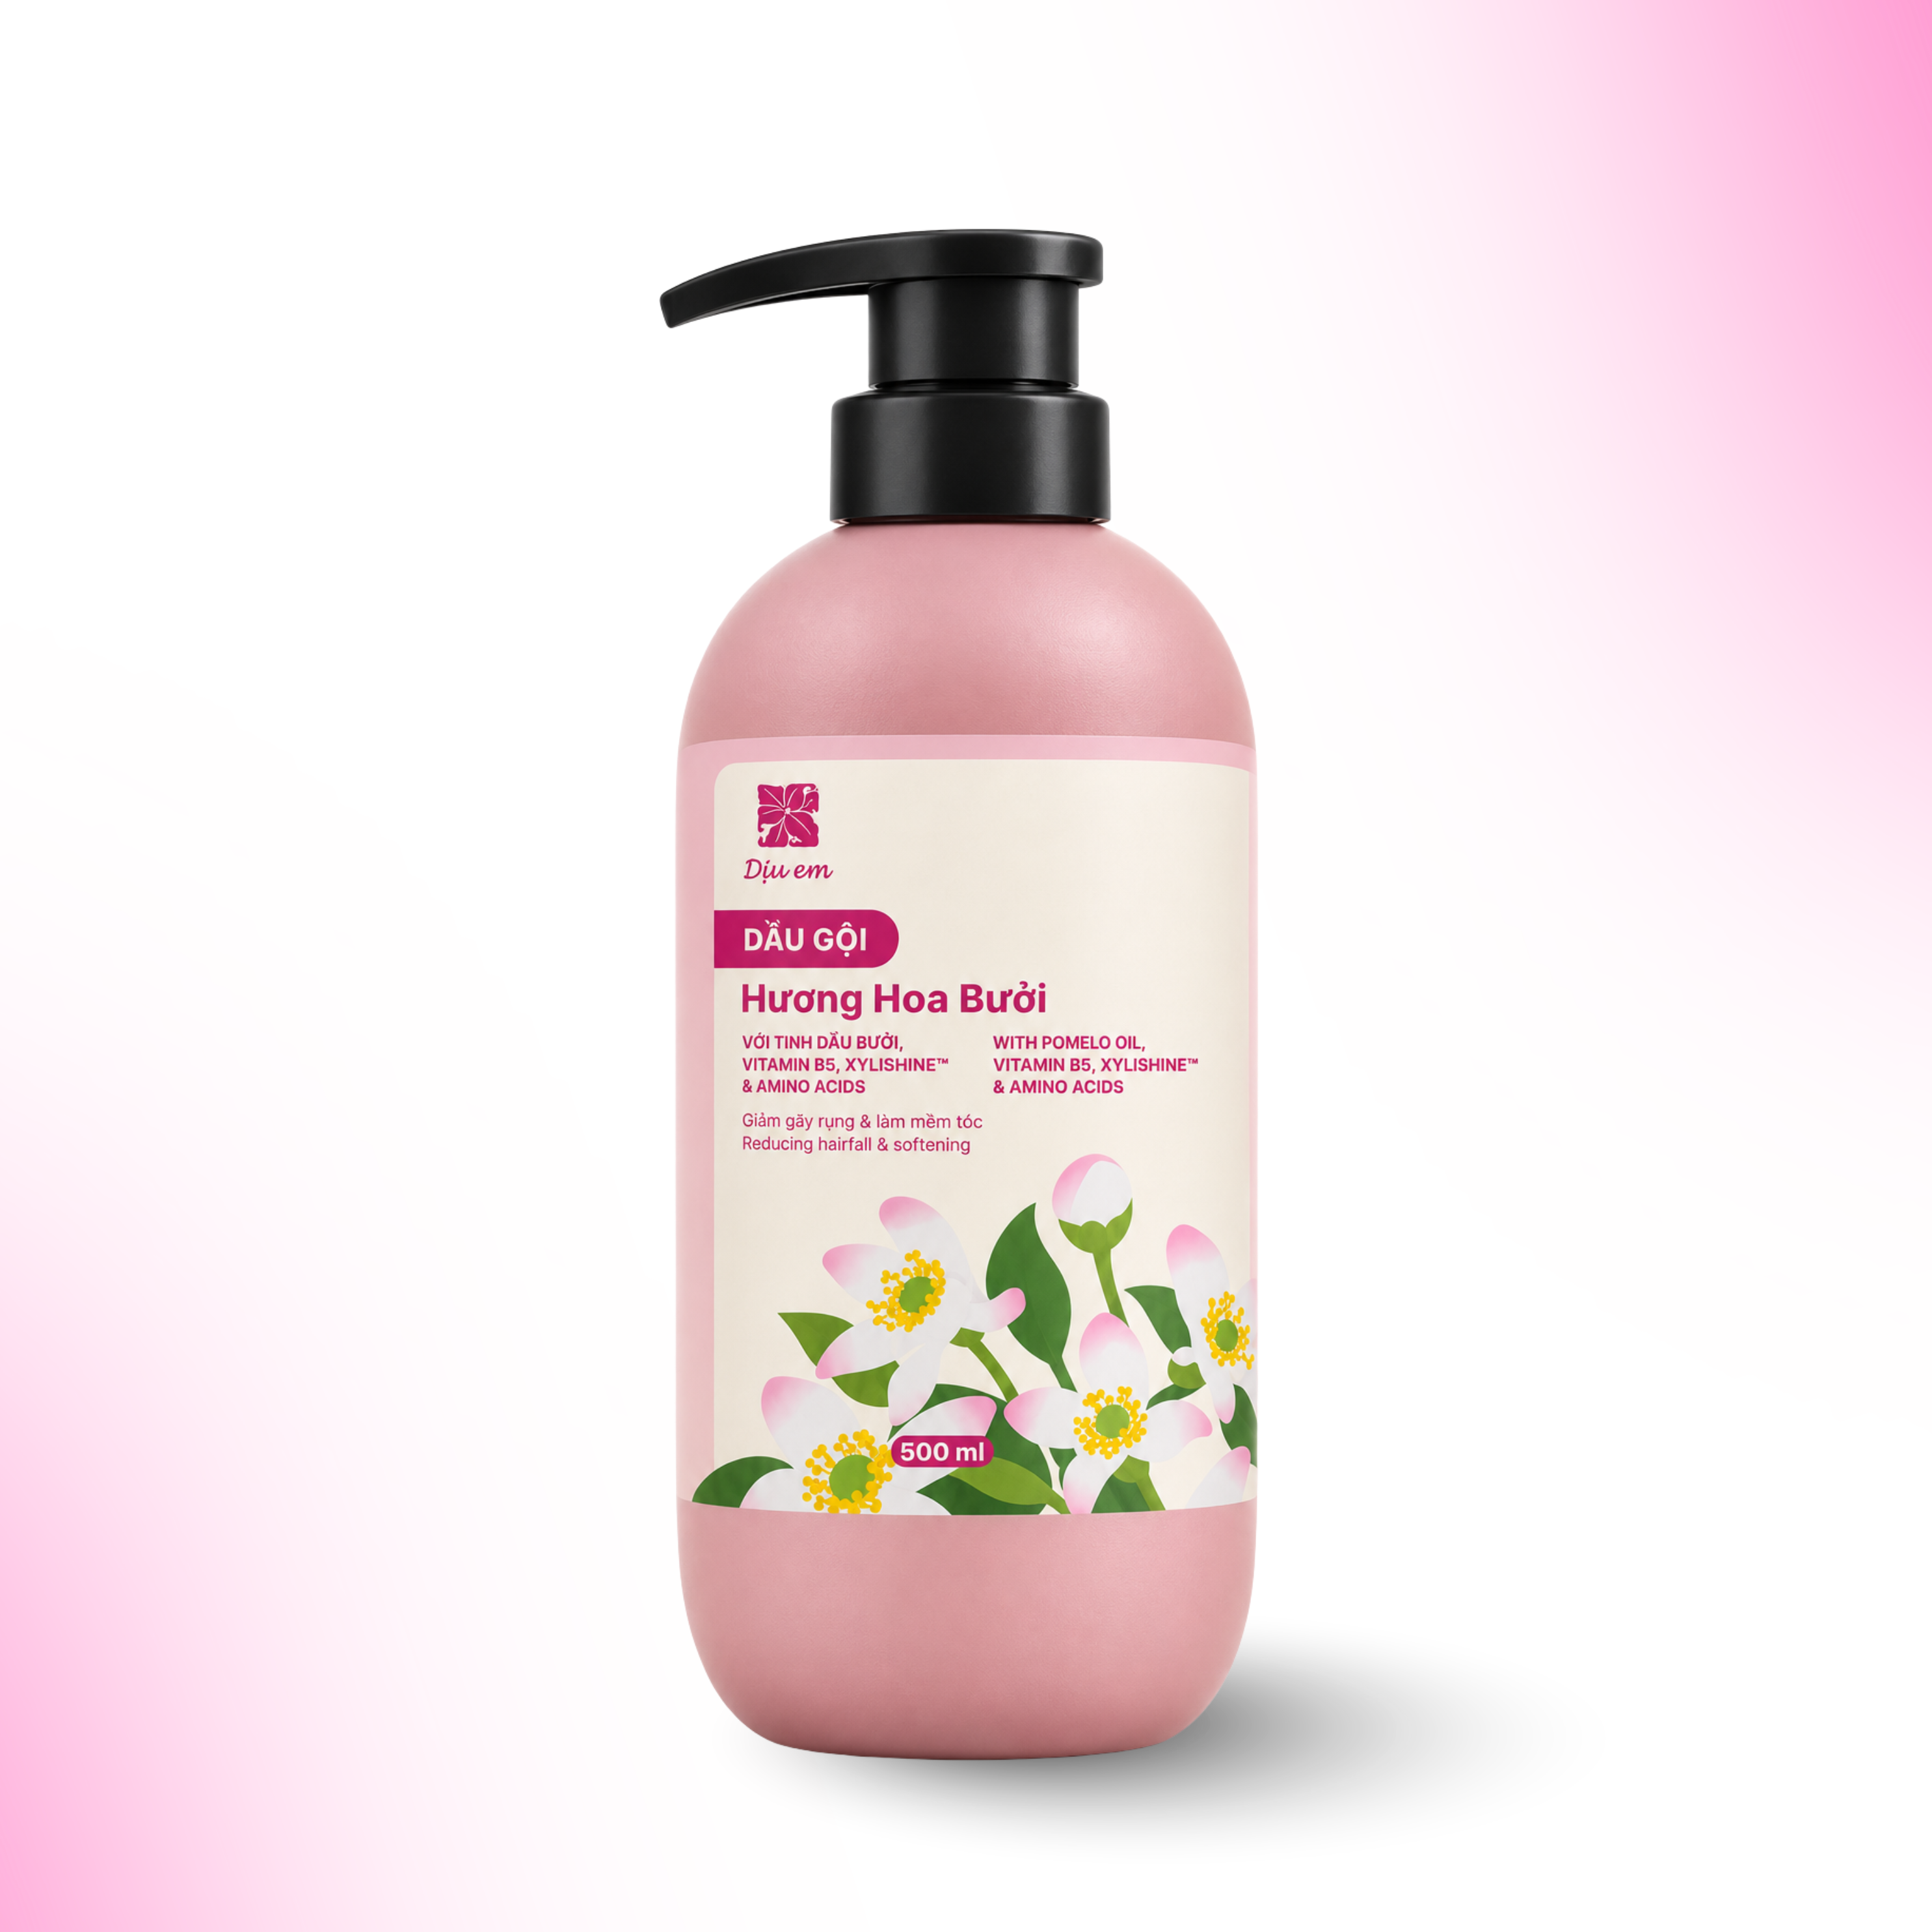 Dịu em
DẦU GỘI
Hương Hoa Bưởi
VỚI TINH DẦU BƯỞI,
VITAMIN B5, XYLISHINE™
& AMINO ACIDS
WITH POMELO OIL,
VITAMIN B5, XYLISHINE™
& AMINO ACIDS
Giảm gãy rụng & làm mềm tóc
Reducing hairfall & softening
500 ml